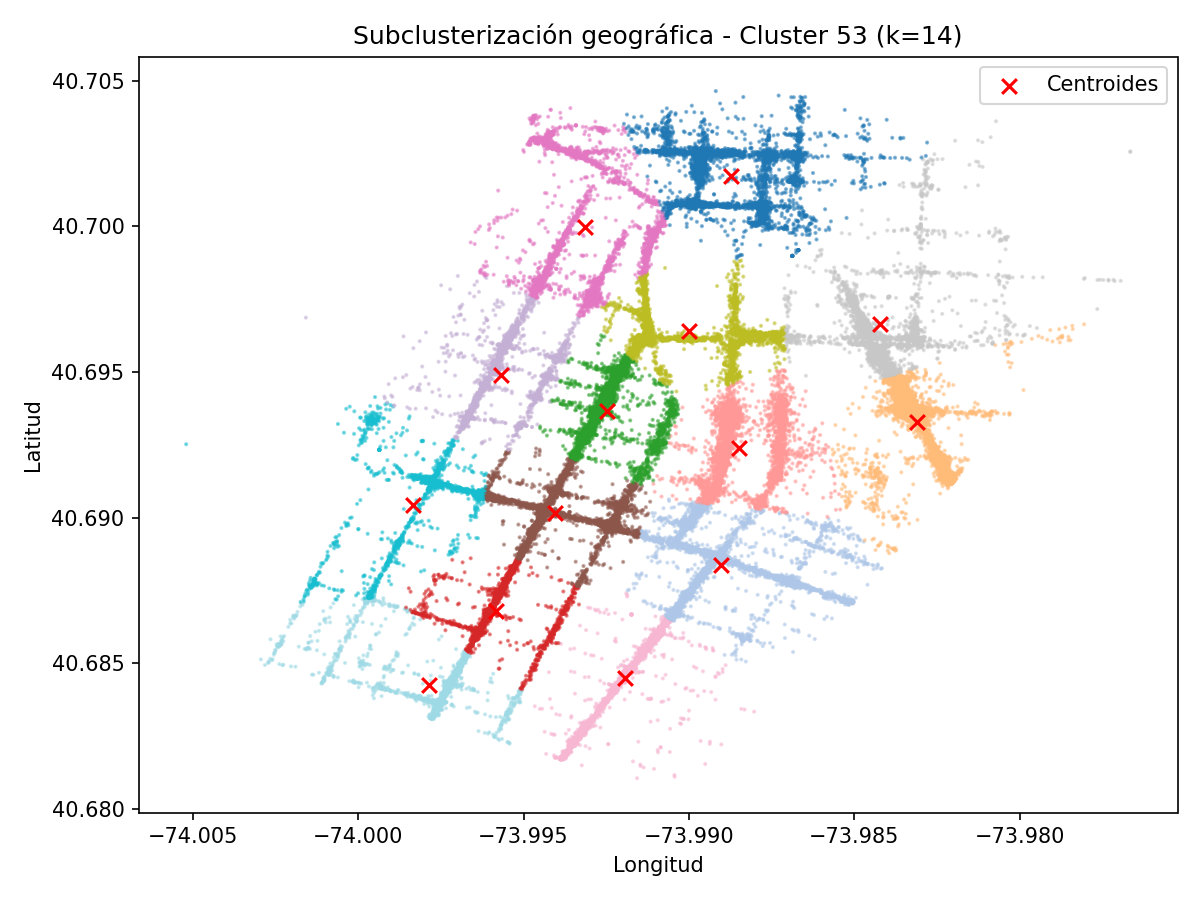 Subclusterización geográfica - Cluster 53 (k=14)
Centroides
40.705
40.700
40.695
40.690
40.685
40.680
Latitud
−74.005 −74.000 −73.995 −73.990 −73.985 −73.980
Longitud